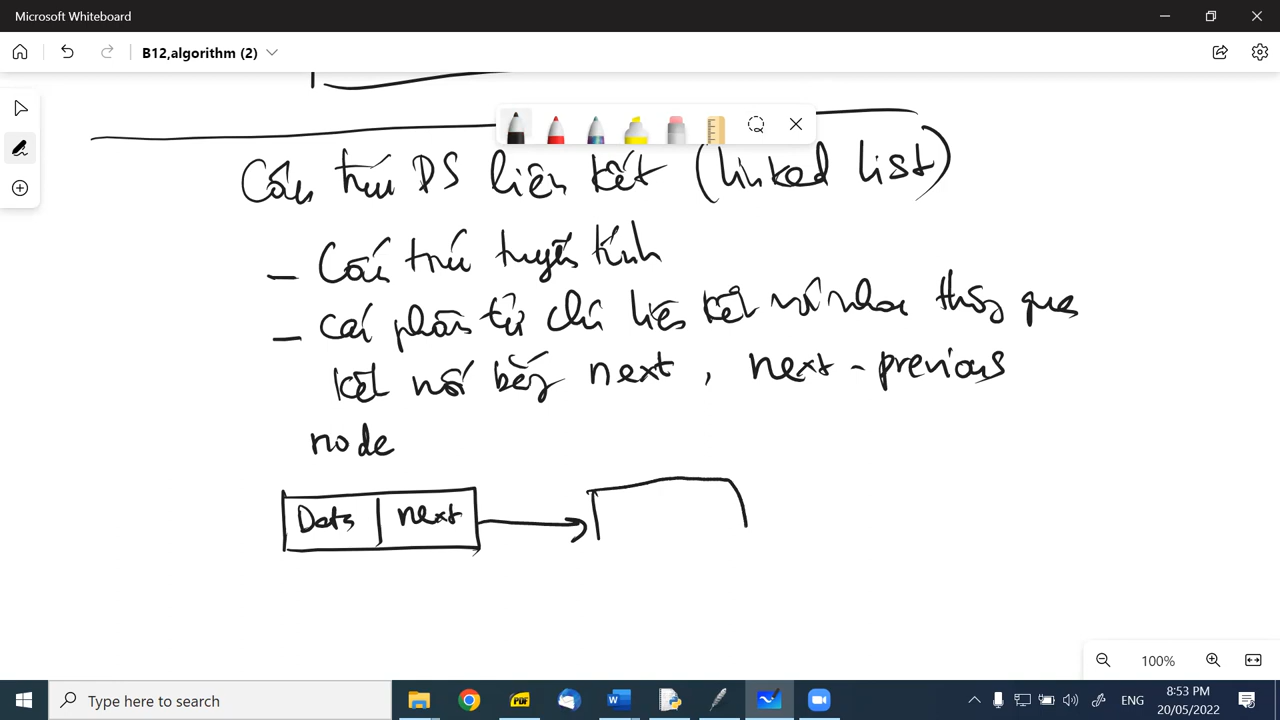 Microsoft Whiteboard
B12,algorithm (2)
Cấu trúc DS liên kết (linked list)
- Cấu trúc tuyến tính
- các phần tử chỉ liên kết với nhau thông qua
kết nối bằng next , next - previous
node
Data | next
100%
Type here to search
PDF
ENG
8:53 PM
20/05/2022